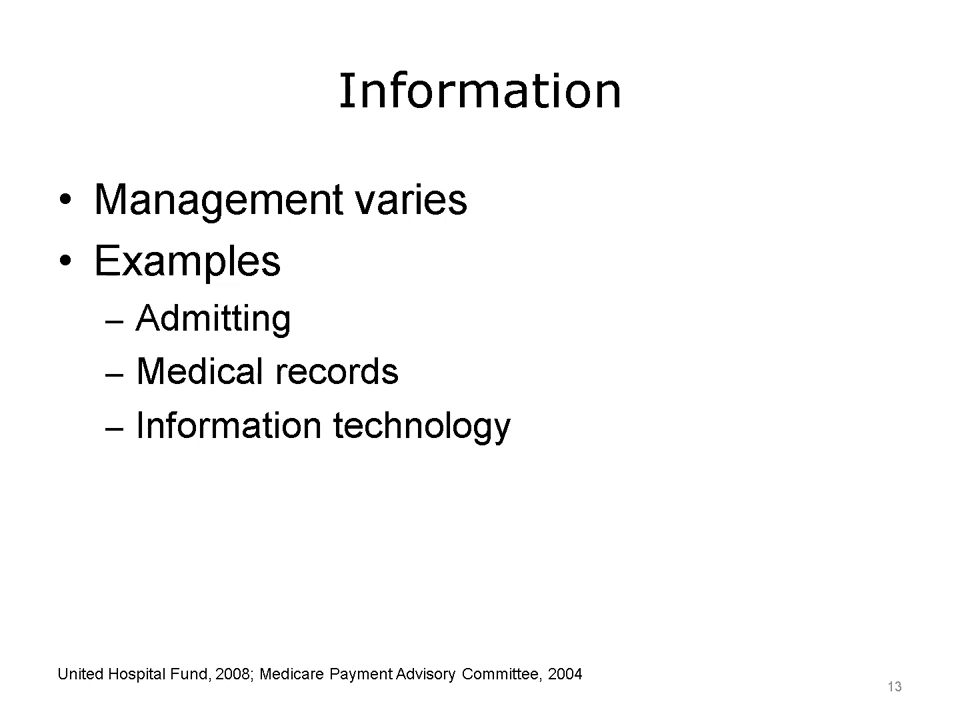 Information
• Management varies
• Examples
– Admitting
– Medical records
– Information technology
United Hospital Fund, 2008; Medicare Payment Advisory Committee, 2004
13